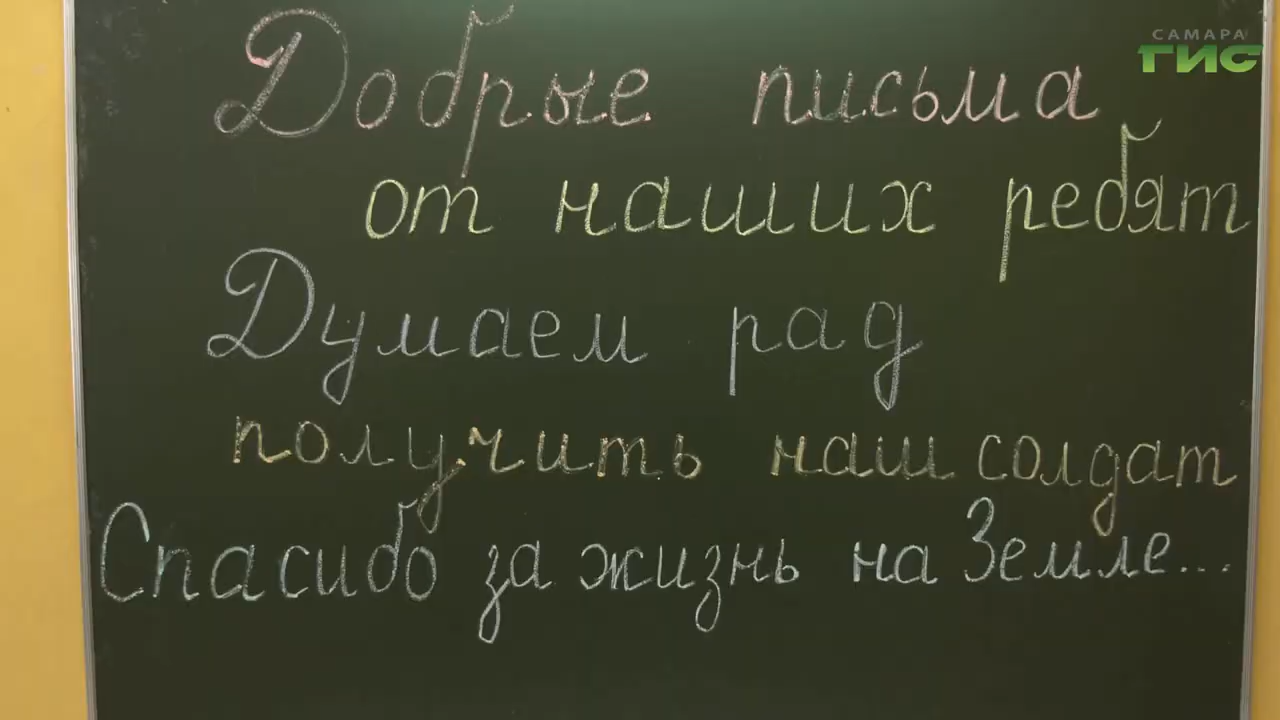 САМАРА
ГИС
Добрые письма
от наших ребят
Думаем рад
получить наш солдат
Спасибо за жизнь на Земле...